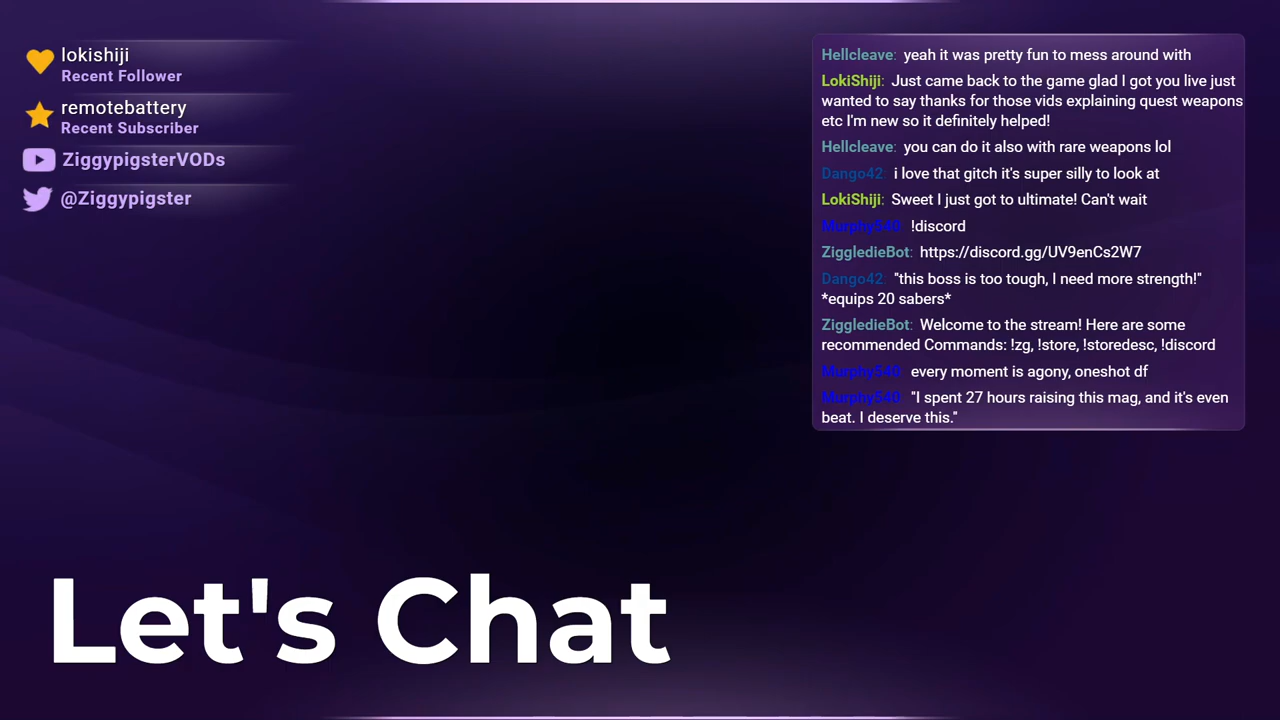 lokishiji
Recent Follower
remotebattery
Recent Subscriber
ZiggypigsterVODs
@Ziggypigster
Hellcleave: yeah it was pretty fun to mess around with
LokiShiji: Just came back to the game glad I got you live just
wanted to say thanks for those vids explaining quest weapons
etc I'm new so it definitely helped!
Hellcleave: you can do it also with rare weapons lol
Dango42: i love that gitch it's super silly to look at
LokiShiji: Sweet I just got to ultimate! Can't wait
Murphy540: !discord
ZiggledieBot: https://discord.gg/UV9enCs2W7
Dango42: "this boss is too tough, I need more strength!"
*equips 20 sabers*
ZiggledieBot: Welcome to the stream! Here are some
recommended Commands: !zg, !store, !storedesc, !discord
Murphy540: every moment is agony, oneshot df
Murphy540: "I spent 27 hours raising this mag, and it's even
beat. I deserve this."
Let's Chat